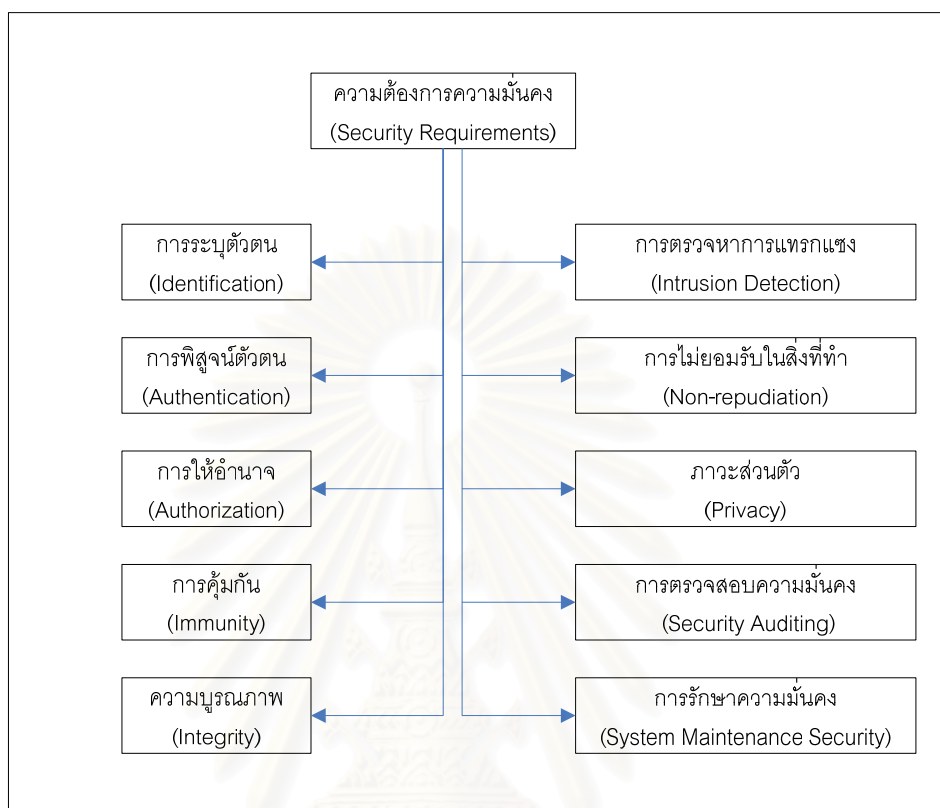 ความต้องการความมั่นคง
(Security Requirements)
การระบุตัวตน
(Identification)
การพิสูจน์ตัวตน
(Authentication)
การให้อำนาจ
(Authorization)
การคุ้มกัน
(Immunity)
ความบูรณภาพ
(Integrity)
การตรวจหาการแทรกแซง
(Intrusion Detection)
การไม่ยอมรับในสิ่งที่ทำ
(Non-repudiation)
ภาวะส่วนตัว
(Privacy)
การตรวจสอบความมั่นคง
(Security Auditing)
การรักษาความมั่นคง
(System Maintenance Security)